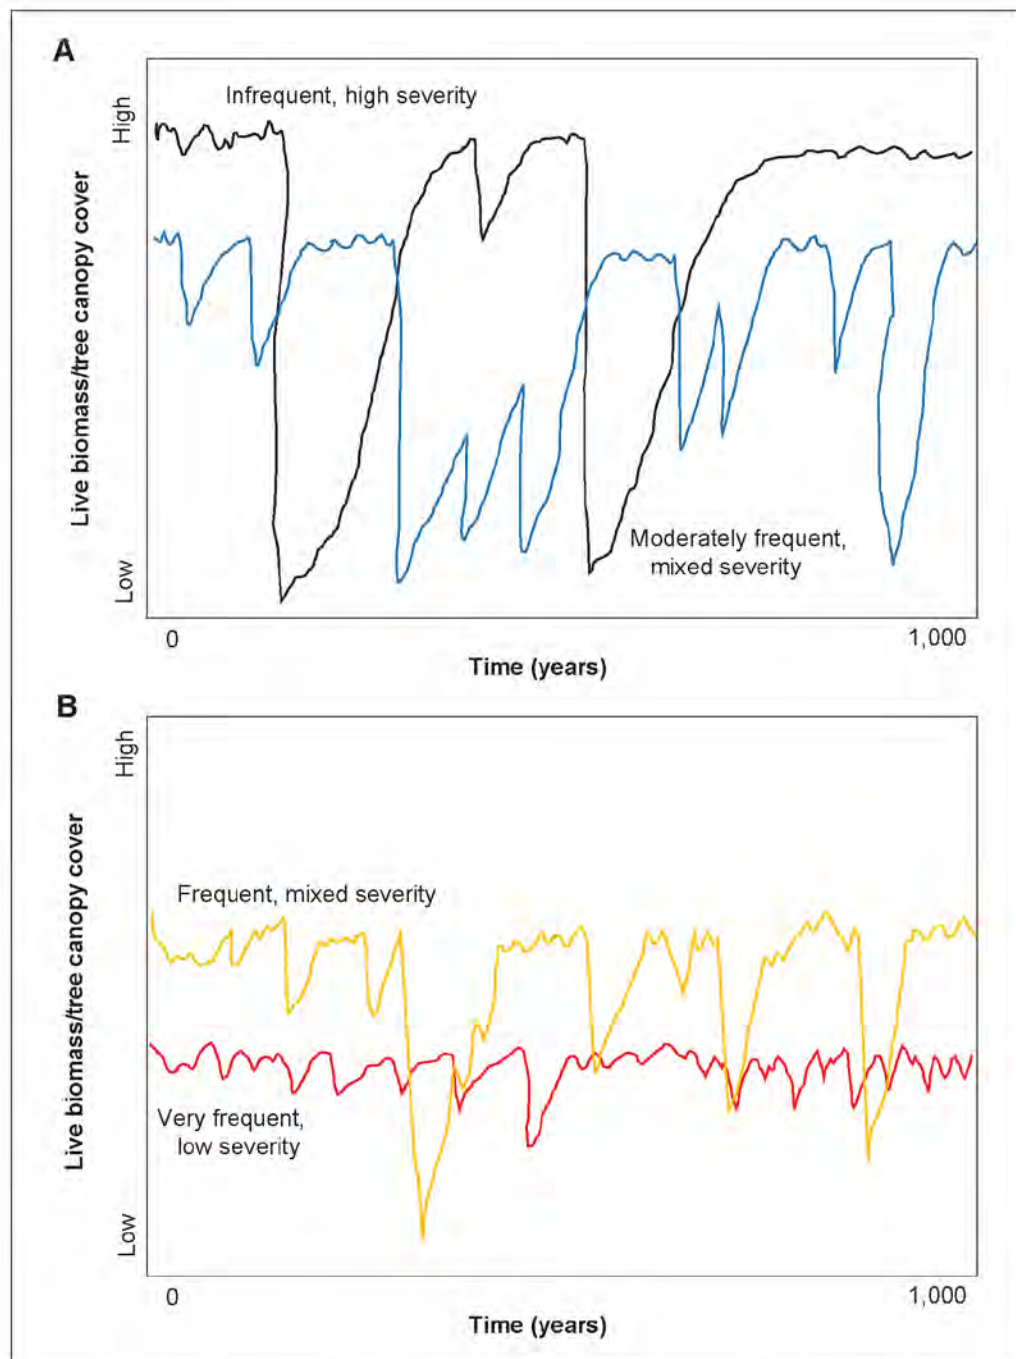 A
High
Infrequent, high severity
Live biomass/tree canopy cover
Moderately frequent,
mixed severity
Low
0
1,000
Time (years)
B
High
Frequent, mixed severity
Live biomass/tree canopy cover
Very frequent,
low severity
Low
0
1,000
Time (years)